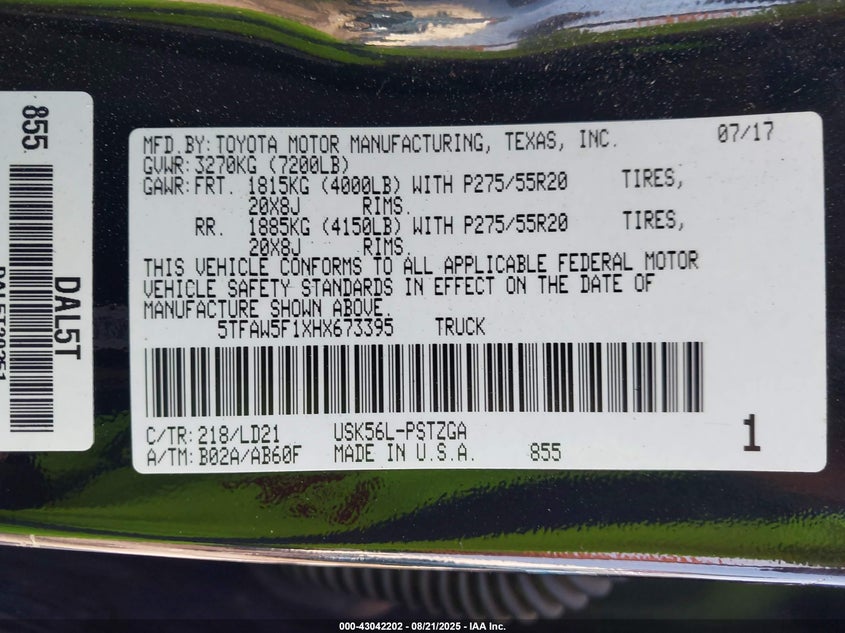 855
DAL5T
MFD.BY: TOYOTA MOTOR MANUFACTURING, TEXAS, INC. 07/17
GVWR: 3270KG (7200LB)
GAWR: FRT. 1815KG (4000LB) WITH P275/55R20 TIRES,
20X8J RIMS.
RR. 1885KG (4150LB) WITH P275/55R20 TIRES,
20X8J RIMS.
THIS VEHICLE CONFORMS TO ALL APPLICABLE FEDERAL MOTOR
VEHICLE SAFETY STANDARDS IN EFFECT ON THE DATE OF
MANUFACTURE SHOWN ABOVE.
5TFAW5F1XHX673395 TRUCK
C/TR: 218/LD21 USK56L-PSTZGA
A/TM: B02A/AB60F MADE IN U.S.A. 855
1
000-43042202 - 08/21/2025 - IAA Inc.